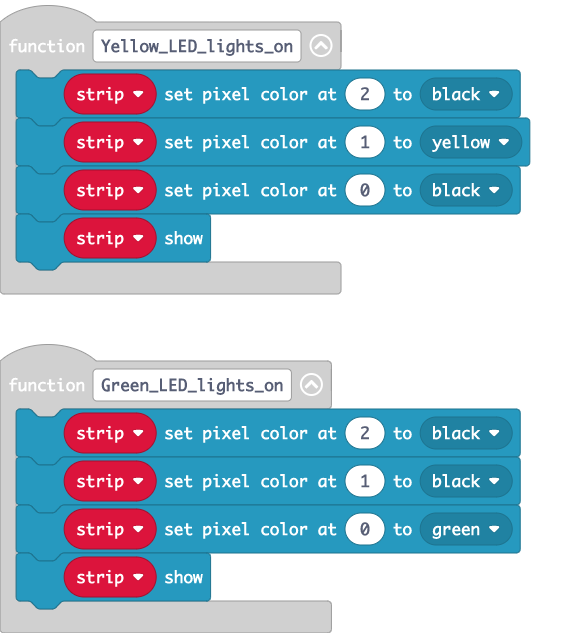 function Yellow_LED_lights_on
strip set pixel color at 2 to black
strip set pixel color at 1 to yellow
strip set pixel color at 0 to black
strip show
function Green_LED_lights_on
strip set pixel color at 2 to black
strip set pixel color at 1 to black
strip set pixel color at 0 to green
strip show